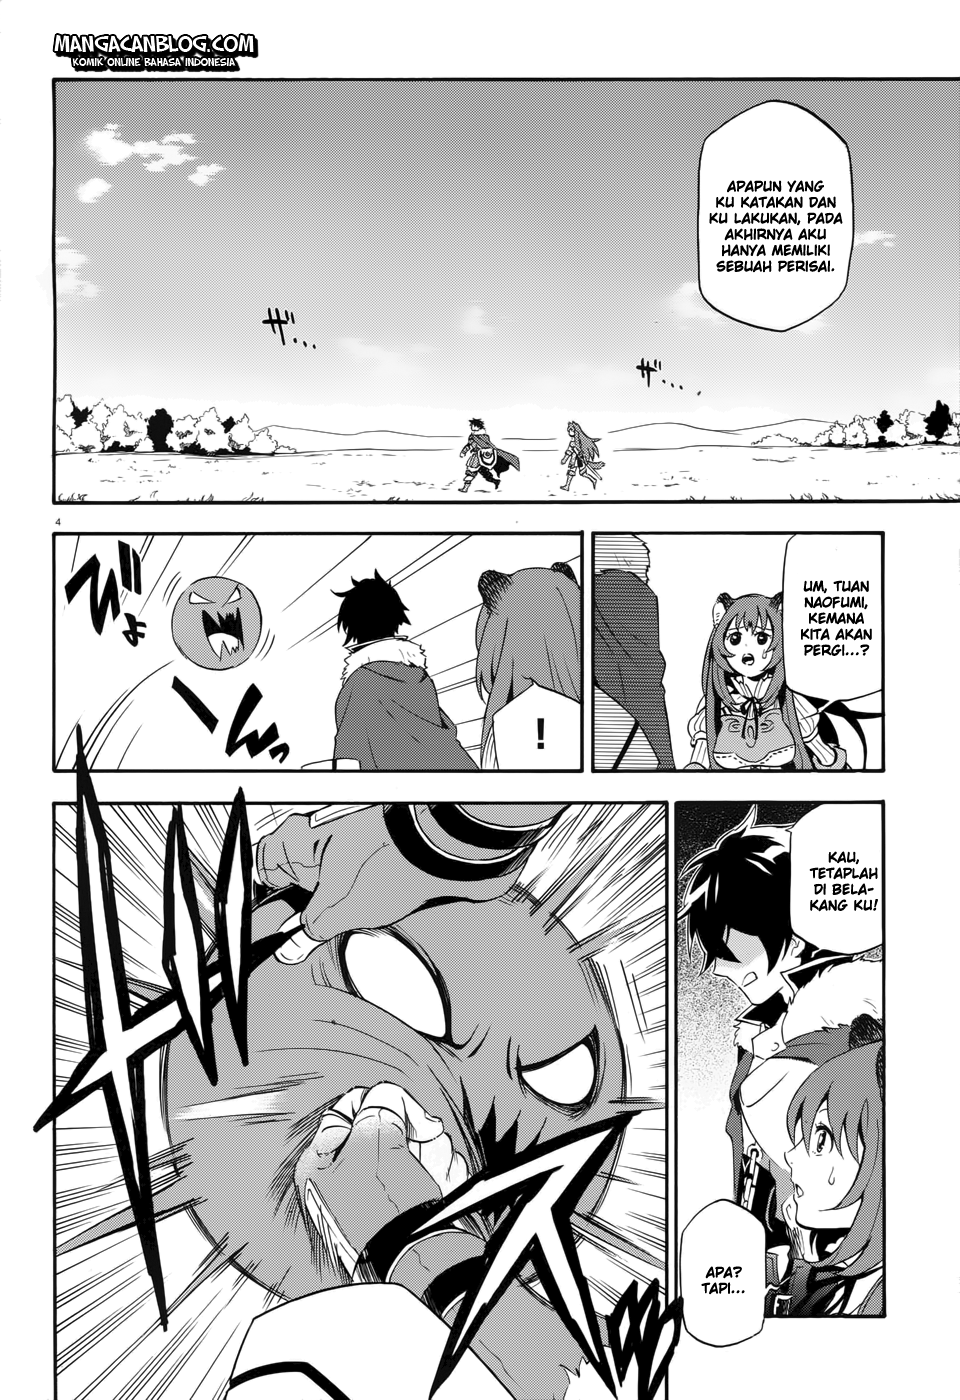 MANGACANBLOG.COM
KOMIK ONLINE BAHASA INDONESIA
APAPUN YANG
KU KATAKAN DAN
KU LAKUKAN, PADA
AKHIRNYA AKU
HANYA MEMILIKI
SEBUAH PERISAI.
ザ...
ザ...
4
UM, TUAN
NAOFUMI,
KEMANA
KITA AKAN
PERGI...?
!
KAU,
TETAPLAH
DI BELA-
KANG KU!
APA?
TAPI...